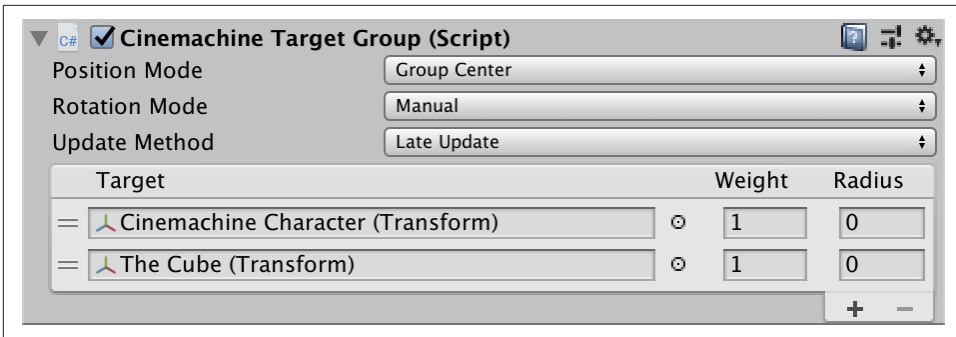 C# Cinemachine Target Group (Script)
Position Mode Group Center
Rotation Mode Manual
Update Method Late Update
Target Weight Radius
Cinemachine Character (Transform) 1 0
The Cube (Transform) 1 0
+ −